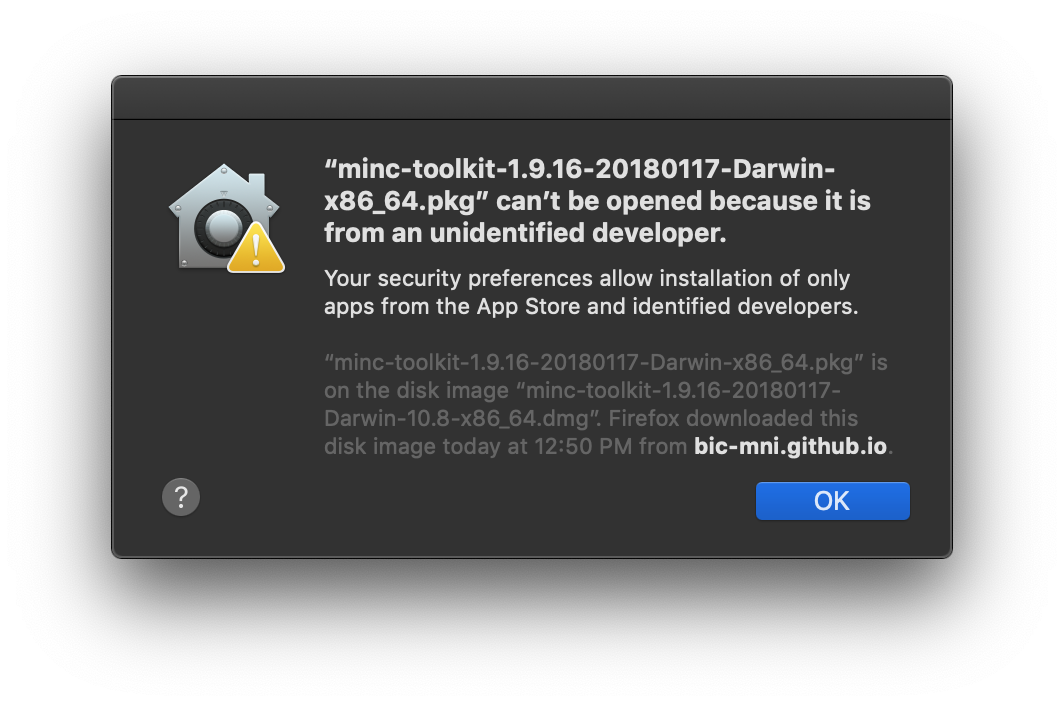 “minc-toolkit-1.9.16-20180117-Darwin-
x86_64.pkg” can’t be opened because it is
from an unidentified developer.
Your security preferences allow installation of only
apps from the App Store and identified developers.
“minc-toolkit-1.9.16-20180117-Darwin-x86_64.pkg” is
on the disk image “minc-toolkit-1.9.16-20180117-
Darwin-10.8-x86_64.dmg”. Firefox downloaded this
disk image today at 12:50 PM from bic-mni.github.io.
?
OK